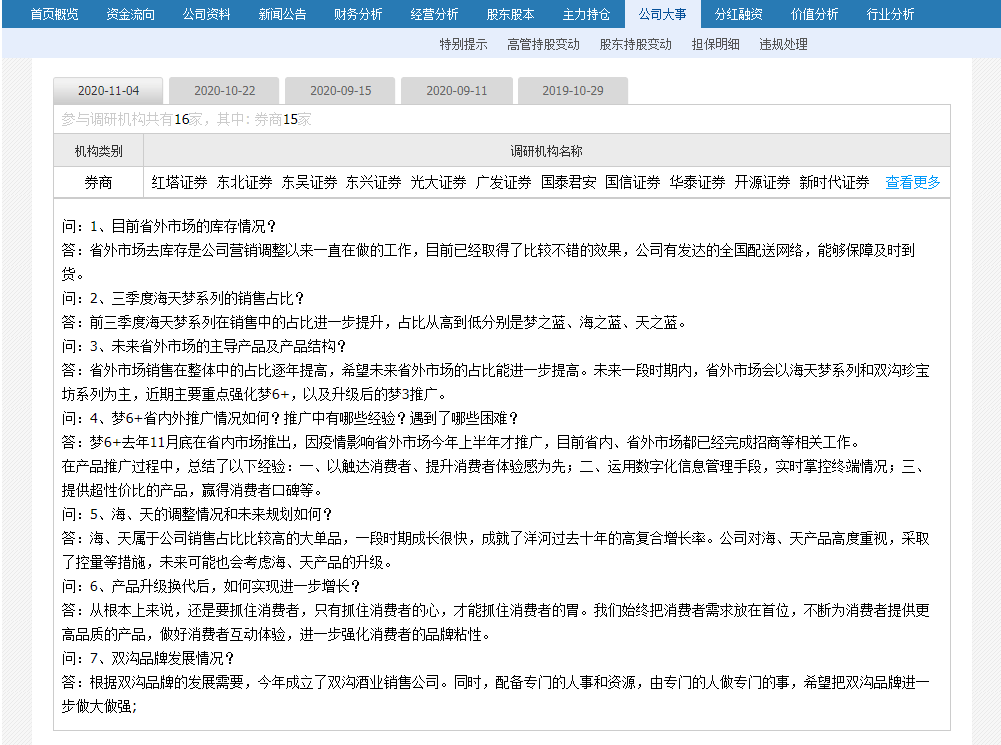 首页概览 资金流向 公司资料 新闻公告 财务分析 经营分析 股东股本 主力持仓 公司大事 分红融资 价值分析 行业分析
特别提示 高管持股变动 股东持股变动 担保明细 违规处理
2020-11-04 2020-10-22 2020-09-15 2020-09-11 2019-10-29
参与调研机构共有16家，其中: 券商15家
机构类别 调研机构名称
券商 红塔证券 东北证券 东吴证券 东兴证券 光大证券 广发证券 国泰君安 国信证券 华泰证券 开源证券 新时代证券 查看更多
问：1、目前省外市场的库存情况？
答：省外市场去库存是公司营销调整以来一直在做的工作，目前已经取得了比较不错的效果，公司有发达的全国配送网络，能够保障及时到
货。
问：2、三季度海天梦系列的销售占比？
答：前三季度海天梦系列在销售中的占比进一步提升，占比从高到低分别是梦之蓝、海之蓝、天之蓝。
问：3、未来省外市场的主导产品及产品结构？
答：省外市场销售在整体中的占比逐年提高，希望未来省外市场的占比能进一步提高。未来一段时期内，省外市场会以海天梦系列和双沟珍宝
坊系列为主，近期主要重点强化梦6+，以及升级后的梦3推广。
问：4、梦6+省内外推广情况如何？推广中有哪些经验？遇到了哪些困难？
答：梦6+去年11月底在省内市场推出，因疫情影响省外市场今年上半年才推广，目前省内、省外市场都已经完成招商等相关工作。
在产品推广过程中，总结了以下经验：一、以触达消费者、提升消费者体验感为先；二、运用数字化信息管理手段，实时掌控终端情况；三、
提供超性价比的产品，赢得消费者口碑等。
问：5、海、天的调整情况和未来规划如何？
答：海、天属于公司销售占比比较高的大单品，一段时期成长很快，成就了洋河过去十年的高复合增长率。公司对海、天产品高度重视，采取
了控量等措施，未来可能也会考虑海、天产品的升级。
问：6、产品升级换代后，如何实现进一步增长？
答：从根本上来说，还是要抓住消费者，只有抓住消费者的心，才能抓住消费者的胃。我们始终把消费者需求放在首位，不断为消费者提供更
高品质的产品，做好消费者互动体验，进一步强化消费者的品牌粘性。
问：7、双沟品牌发展情况？
答：根据双沟品牌的发展需要，今年成立了双沟酒业销售公司。同时，配备专门的人事和资源，由专门的人做专门的事，希望把双沟品牌进一
步做大做强;